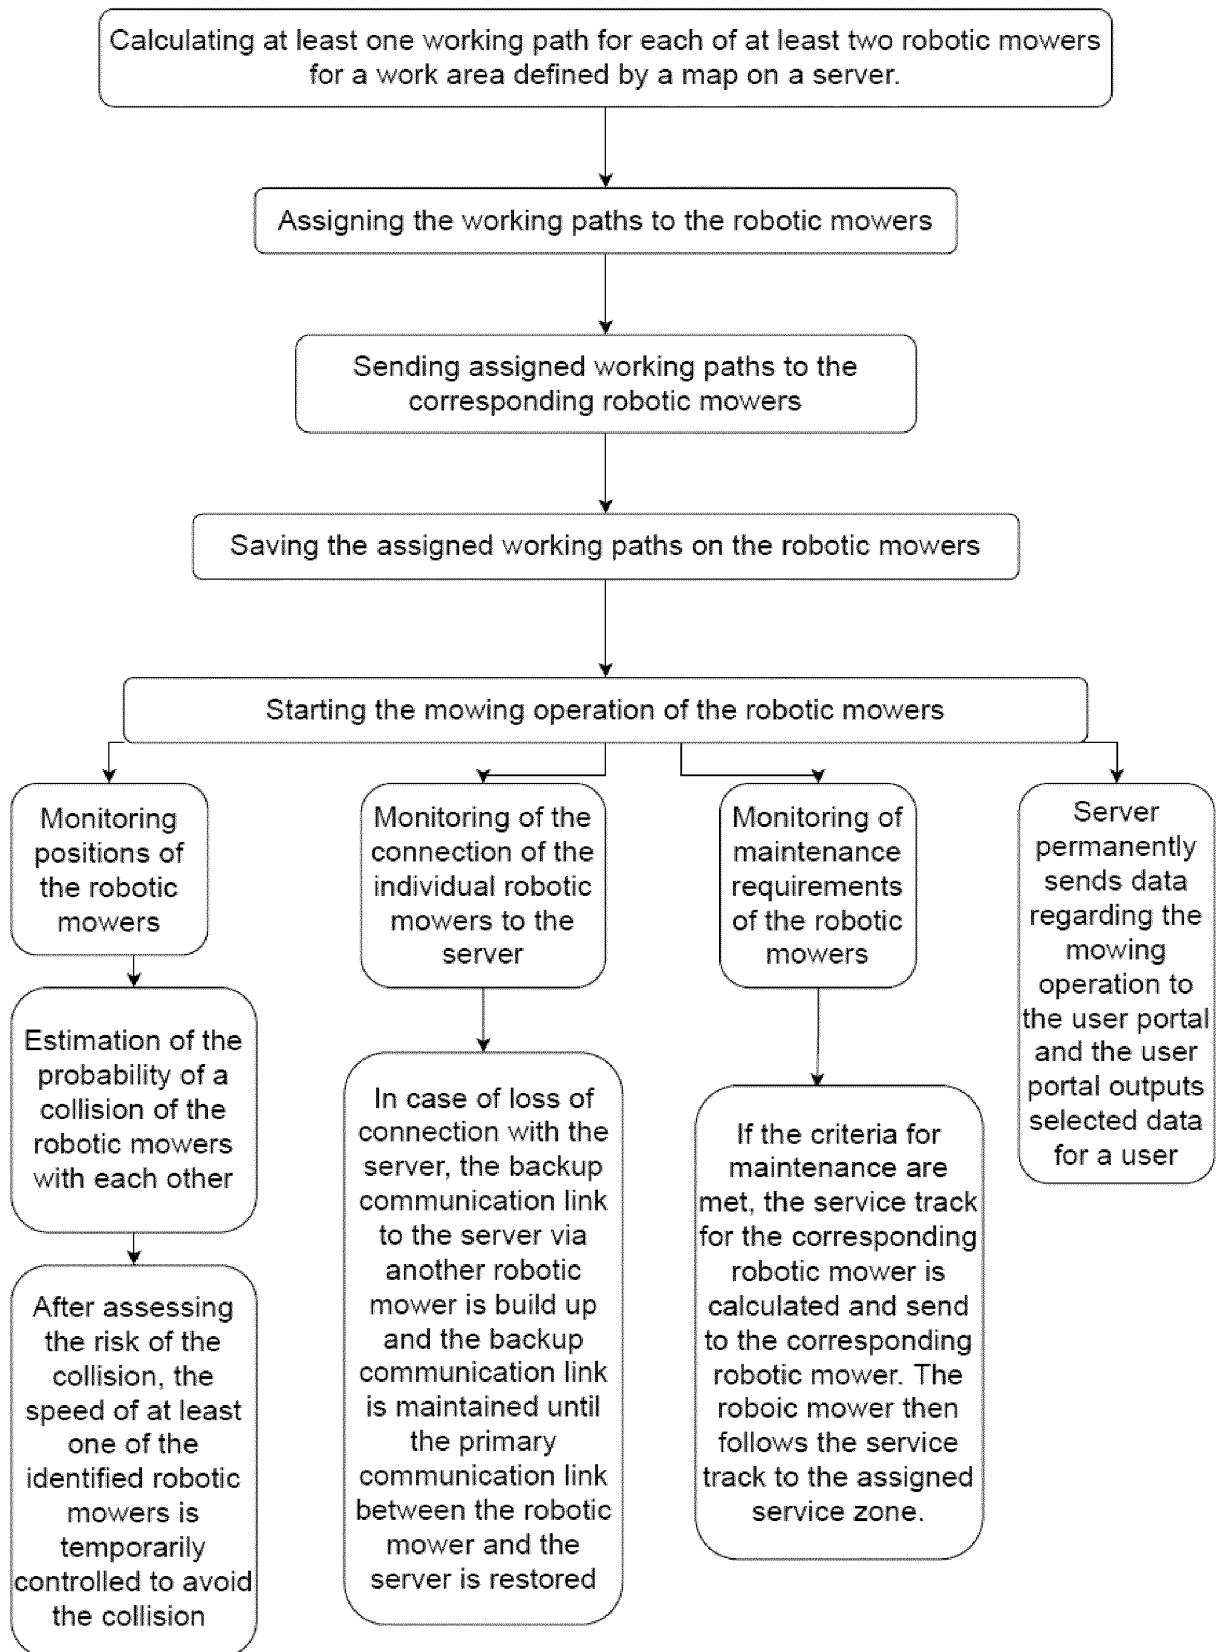 Calculating at least one working path for each of at least two robotic mowers
for a work area defined by a map on a server.
Assigning the working paths to the robotic mowers
Sending assigned working paths to the
corresponding robotic mowers
Saving the assigned working paths on the robotic mowers
Starting the mowing operation of the robotic mowers
Monitoring
positions of
the robotic
mowers
Estimation of the
probability of a
collision of the
robotic mowers
with each other
After assessing
the risk of the
collision, the
speed of at least
one of the
identified robotic
mowers is
temporarily
controlled to avoid
the collision
Monitoring of the
connection of the
individual robotic
mowers to the
server
In case of loss of
connection with the
server, the backup
communication link
to the server via
another robotic
mower is build up
and the backup
communication link
is maintained until
the primary
communication link
between the robotic
mower and the
server is restored
Monitoring of
maintenance
requirements
of the robotic
mowers
If the criteria for
maintenance are
met, the service track
for the corresponding
robotic mower is
calculated and send
to the corresponding
robotic mower. The
roboic mower then
follows the service
track to the assigned
service zone.
Server
permanently
sends data
regarding the
mowing
operation to
the user portal
and the user
portal outputs
selected data
for a user